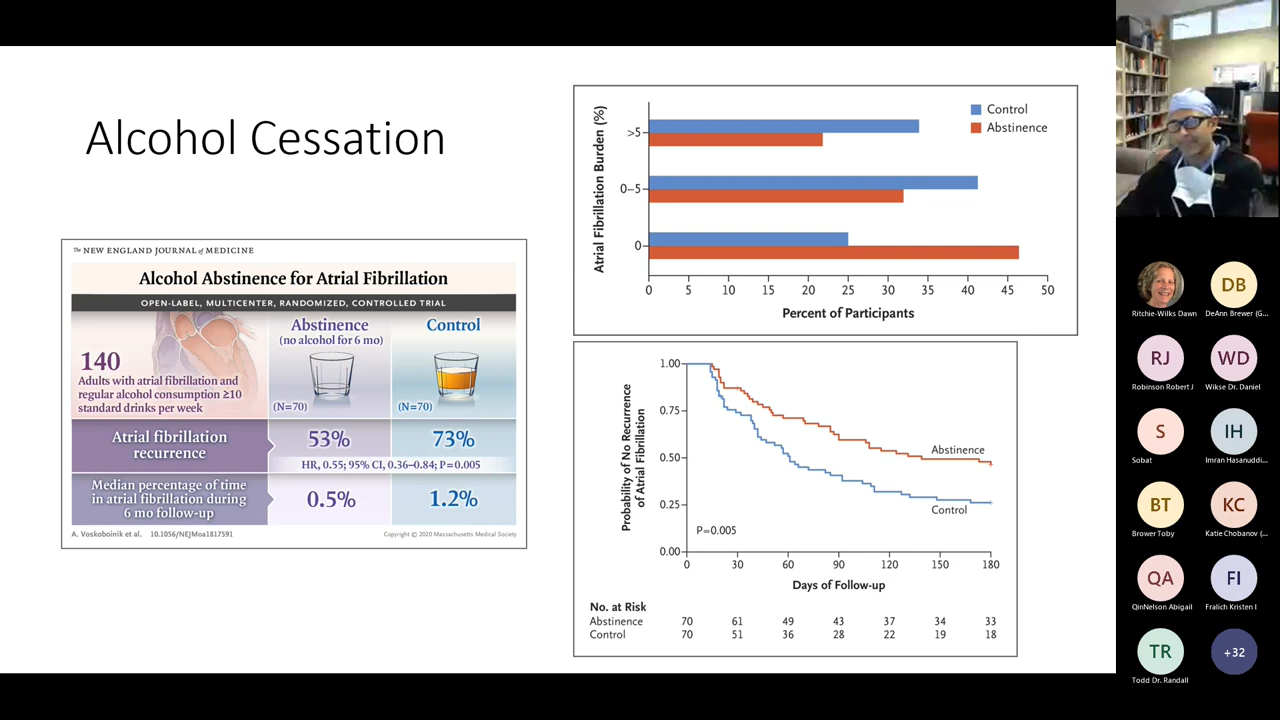 Alcohol Cessation
The NEW ENGLAND JOURNAL of MEDICINE
Alcohol Abstinence for Atrial Fibrillation
OPEN-LABEL, MULTICENTER, RANDOMIZED, CONTROLLED TRIAL
140
Adults with atrial fibrillation and
regular alcohol consumption ≥10
standard drinks per week
Abstinence
(no alcohol for 6 mo)
(N=70)
Control
(N=70)
Atrial fibrillation
recurrence
53%
73%
HR, 0.55; 95% CI, 0.36–0.84; P=0.005
Median percentage of time
in atrial fibrillation during
6 mo follow-up
0.5%
1.2%
A. Voskoboinik et al. 10.1056/NEJMoa1817591
Copyright © 2020 Massachusetts Medical Society
Atrial Fibrillation Burden (%)
>5
0–5
0
Control
Abstinence
0 5 10 15 20 25 30 35 40 45 50
Percent of Participants
Probability of No Recurrence
of Atrial Fibrillation
1.00
0.75
0.50
0.25
0.00
Abstinence
Control
P=0.005
0 30 60 90 120 150 180
Days of Follow-up
No. at Risk
Abstinence 70 61 49 43 37 34 33
Control 70 51 36 28 22 19 18
Ritchie-Wilks Dawn
DB
DeAnn Brewer (G...
RJ
Robinson Robert J
WD
Wikse Dr. Daniel
S
Sobat
IH
Imran Hasanuddi...
BT
Brower Toby
KC
Katie Chobanov (...
QA
QinNelson Abigail
FI
Fralich Kristen I
TR
Todd Dr. Randall
+32